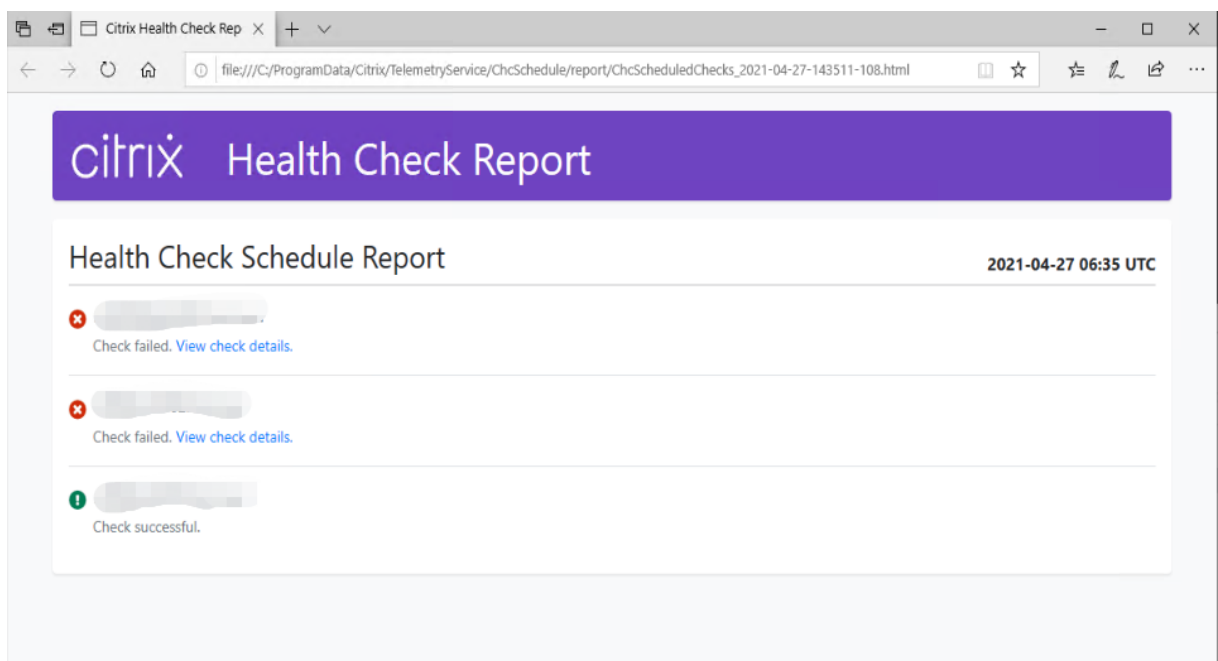 Citrix Health Check Rep
file:///C:/ProgramData/Citrix/TelemetryService/ChcSchedule/report/ChcScheduledChecks_2021-04-27-143511-108.html
citrix Health Check Report
Health Check Schedule Report 2021-04-27 06:35 UTC
Check failed. View check details.
Check failed. View check details.
Check successful.